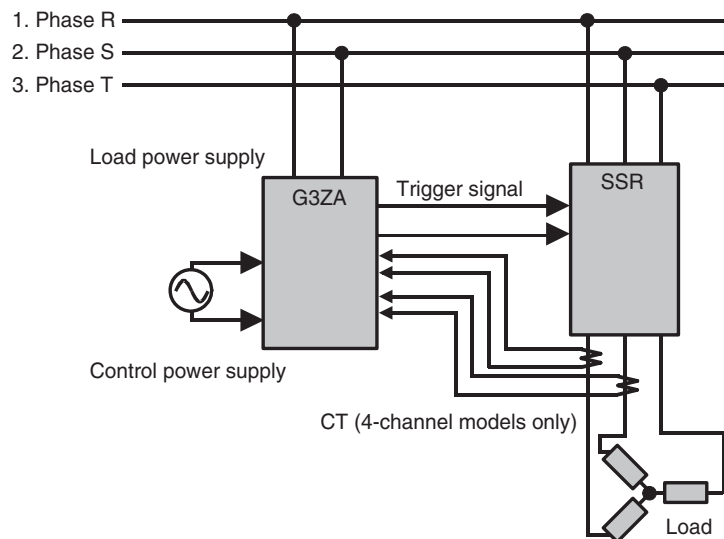 1. Phase R
2. Phase S
3. Phase T
Load power supply
G3ZA
Trigger signal
SSR
Control power supply
CT (4-channel models only)
Load